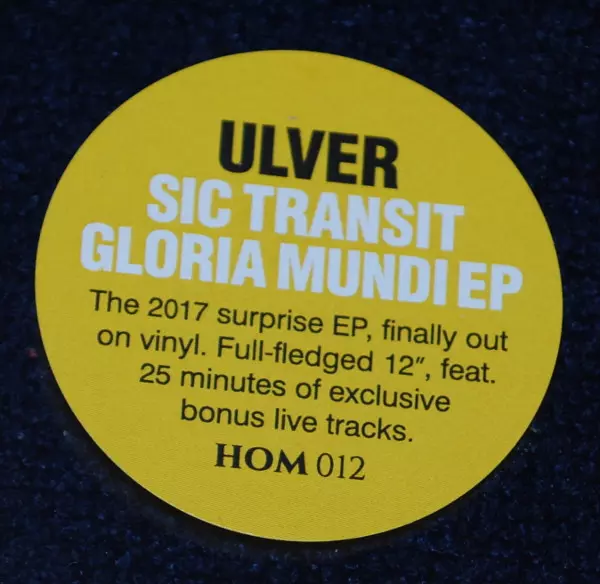 ULVER
SIC TRANSIT
GLORIA MUNDI EP
The 2017 surprise EP, finally out
on vinyl. Full-fledged 12″, feat.
25 minutes of exclusive
bonus live tracks.
HOM 012